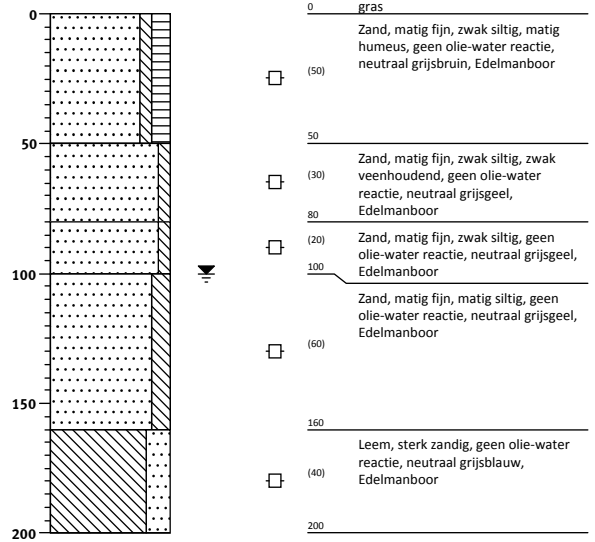 0
50
100
150
200
0 gras
Zand, matig fijn, zwak siltig, matig
humeus, geen olie-water reactie,
neutraal grijsbruin, Edelmanboor
(50)
50
Zand, matig fijn, zwak siltig, zwak
veenhoudend, geen olie-water
reactie, neutraal grijsgeel,
Edelmanboor
(30)
80
Zand, matig fijn, zwak siltig, geen
olie-water reactie, neutraal grijsgeel,
Edelmanboor
(20)
100
Zand, matig fijn, matig siltig, geen
olie-water reactie, neutraal grijsgeel,
Edelmanboor
(60)
160
Leem, sterk zandig, geen olie-water
reactie, neutraal grijsblauw,
Edelmanboor
(40)
200